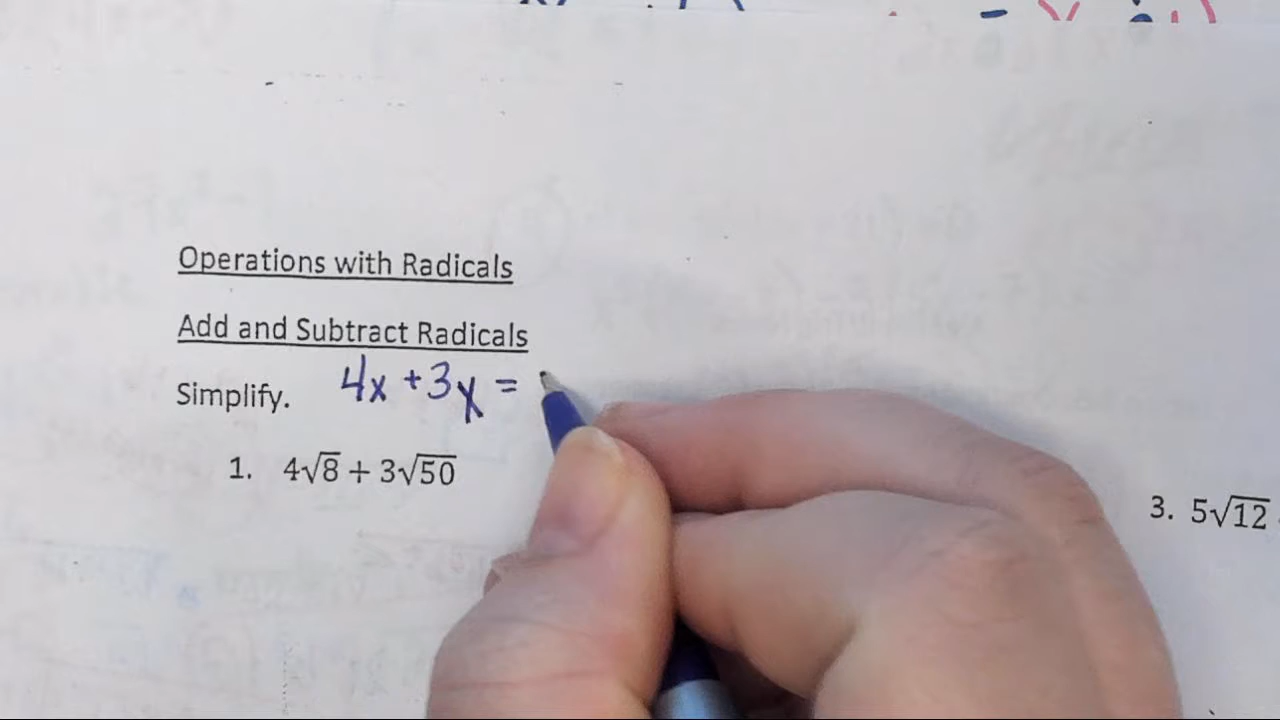 Operations with Radicals
Add and Subtract Radicals
Simplify. 4x + 3x =
1. 4√8 + 3√50
3. 5√12